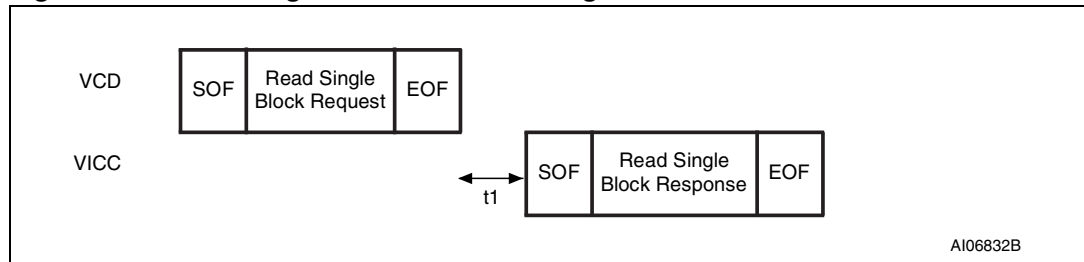 VCD
SOF
Read Single
Block Request
EOF
VICC
t1
SOF
Read Single
Block Response
EOF
AI06832B